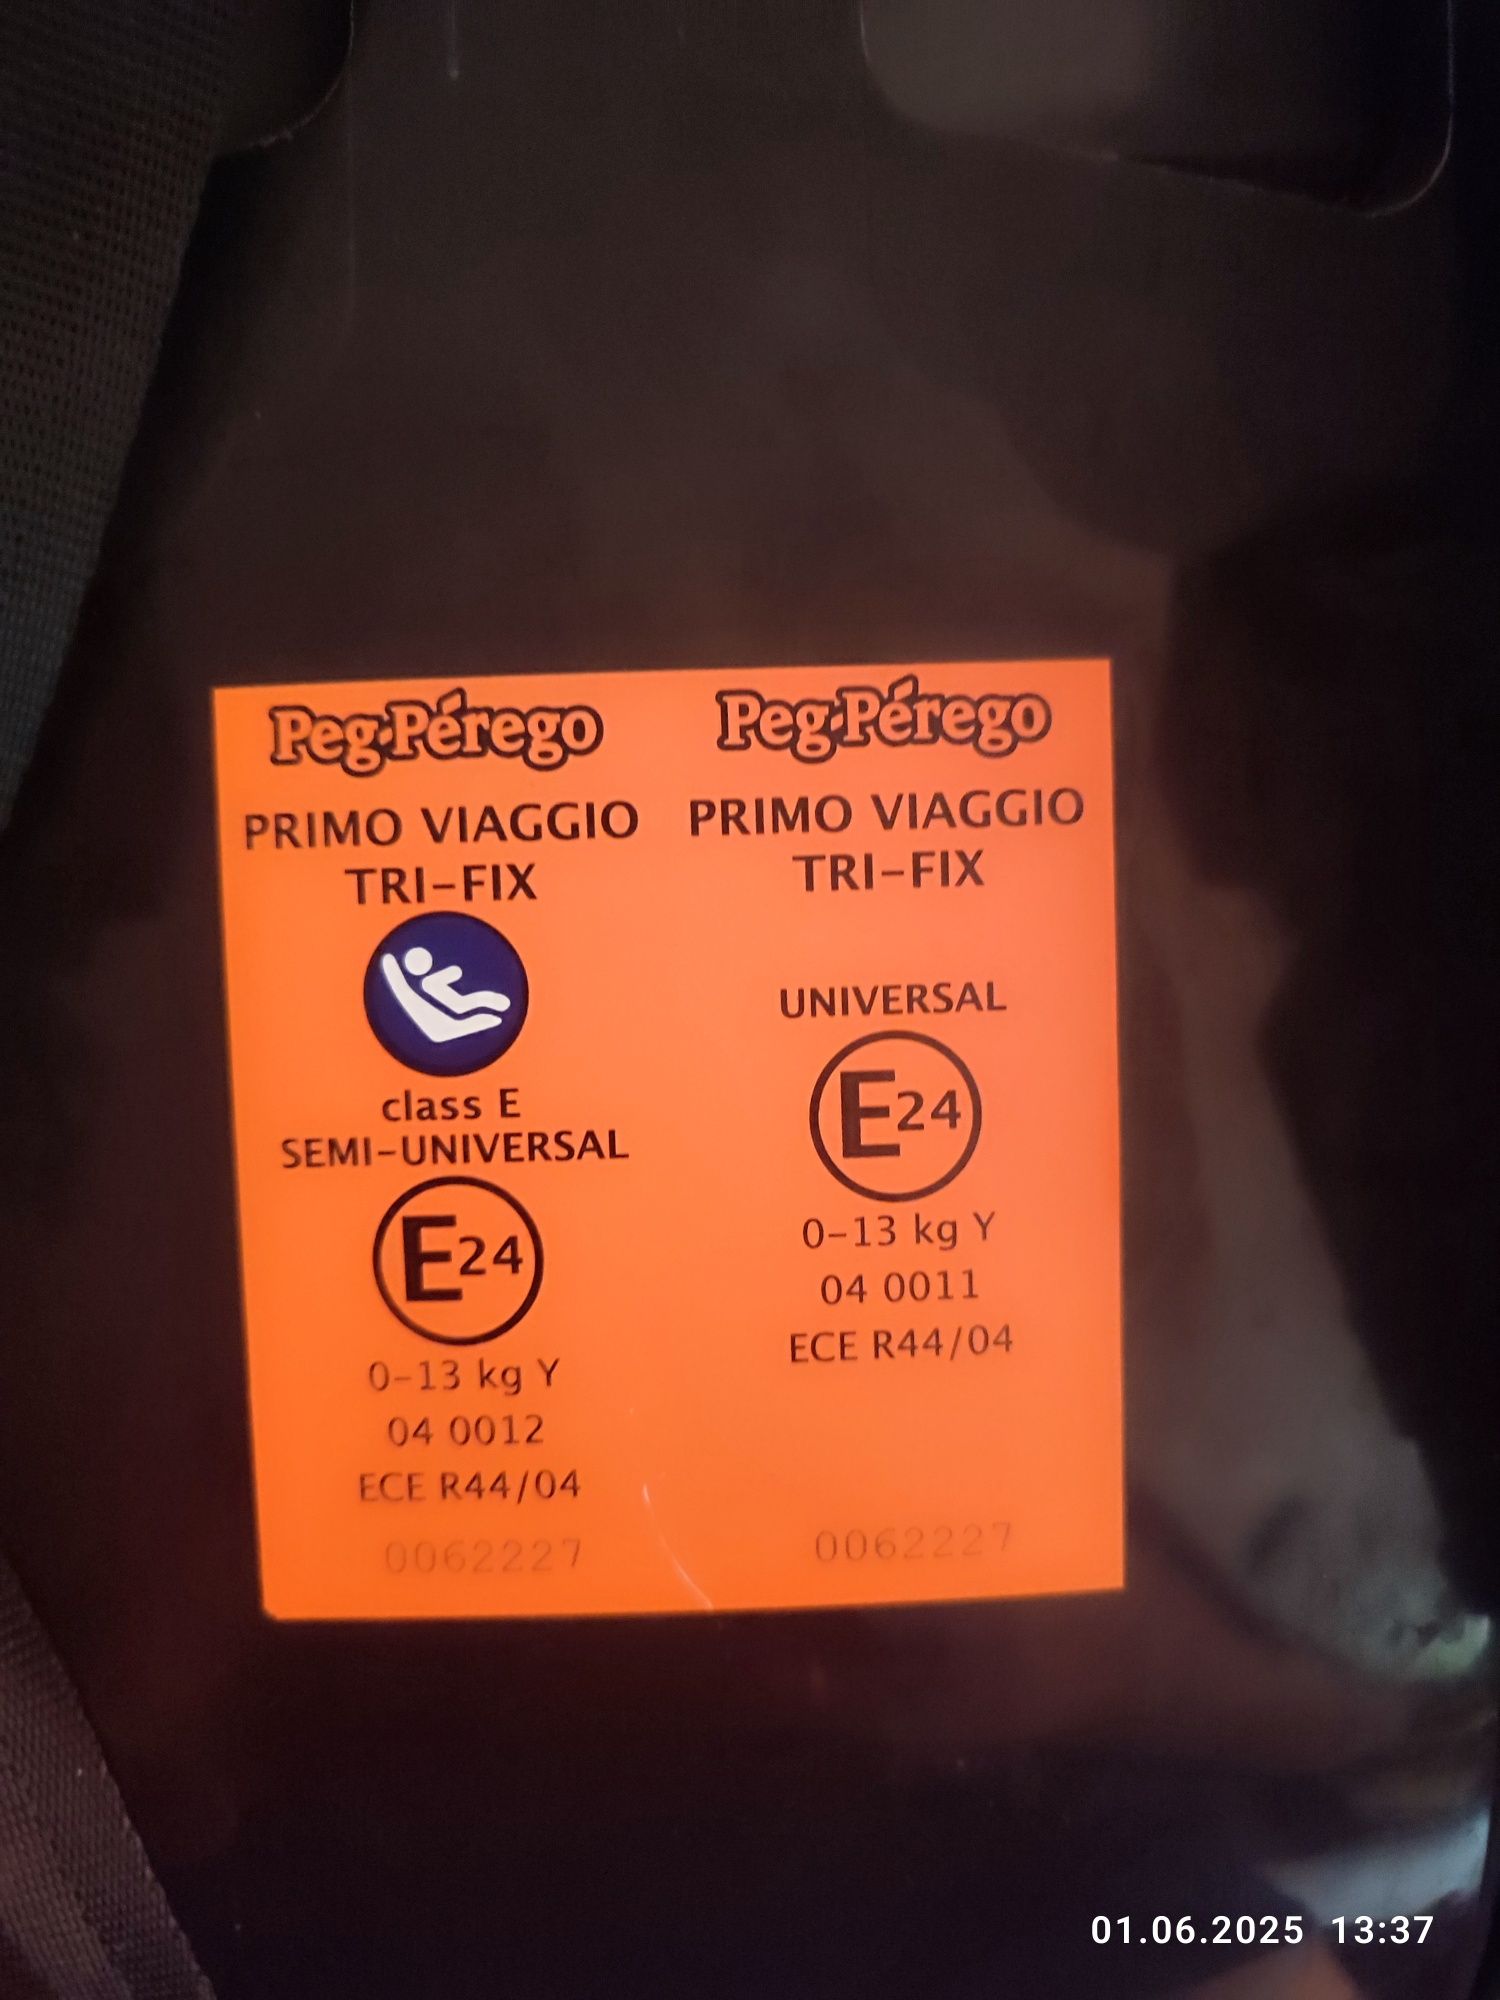 Peg-Pérego
PRIMO VIAGGIO
TRI-FIX
class E
SEMI-UNIVERSAL
E24
0-13 kg Y
04 0012
ECE R44/04
0062227
Peg-Pérego
PRIMO VIAGGIO
TRI-FIX
UNIVERSAL
E24
0-13 kg Y
04 0011
ECE R44/04
0062227
01.06.2025 13:37